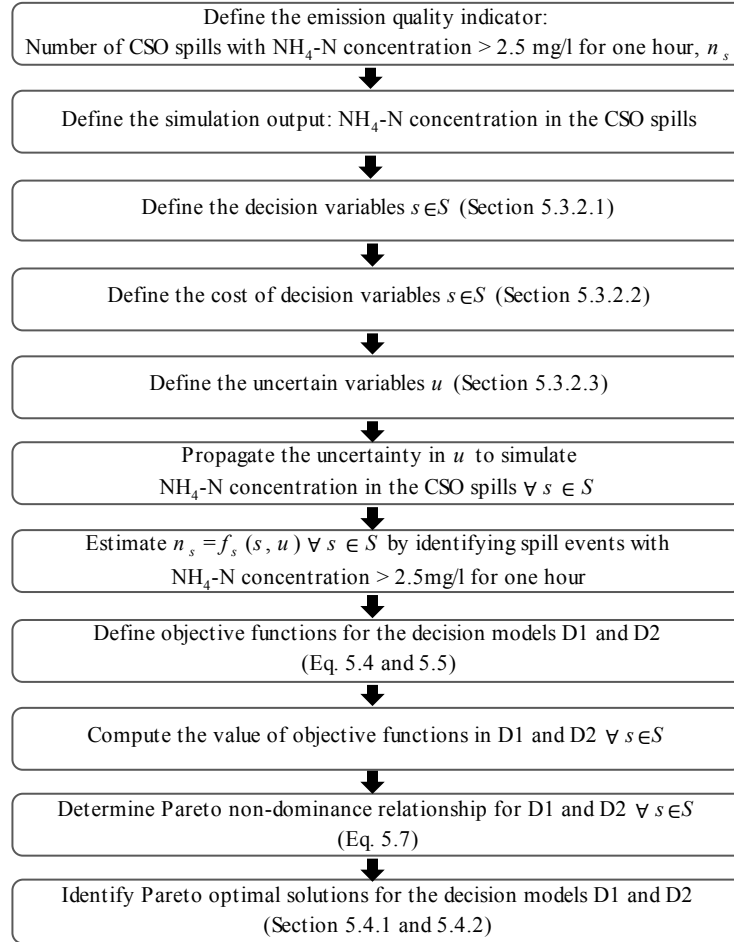 Define the emission quality indicator:
Number of CSO spills with NH₄-N concentration > 2.5 mg/l for one hour, n s
Define the simulation output: NH₄-N concentration in the CSO spills
Define the decision variables s∈S (Section 5.3.2.1)
Define the cost of decision variables s∈S (Section 5.3.2.2)
Define the uncertain variables u (Section 5.3.2.3)
Propagate the uncertainty in u to simulate
NH₄-N concentration in the CSO spills ∀ s ∈ S
Estimate n s = f s (s, u) ∀ s ∈ S by identifying spill events with
NH₄-N concentration > 2.5mg/l for one hour
Define objective functions for the decision models D1 and D2
(Eq. 5.4 and 5.5)
Compute the value of objective functions in D1 and D2 ∀ s∈S
Determine Pareto non-dominance relationship for D1 and D2 ∀ s∈S
(Eq. 5.7)
Identify Pareto optimal solutions for the decision models D1 and D2
(Section 5.4.1 and 5.4.2)